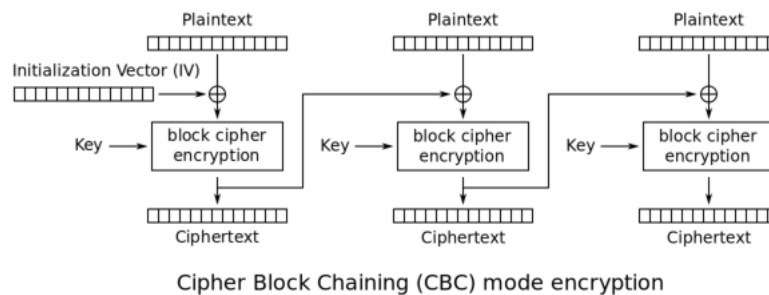 Plaintext Plaintext Plaintext
Initialization Vector (IV)
Key block cipher encryption Key block cipher encryption Key block cipher encryption
Ciphertext Ciphertext Ciphertext
Cipher Block Chaining (CBC) mode encryption